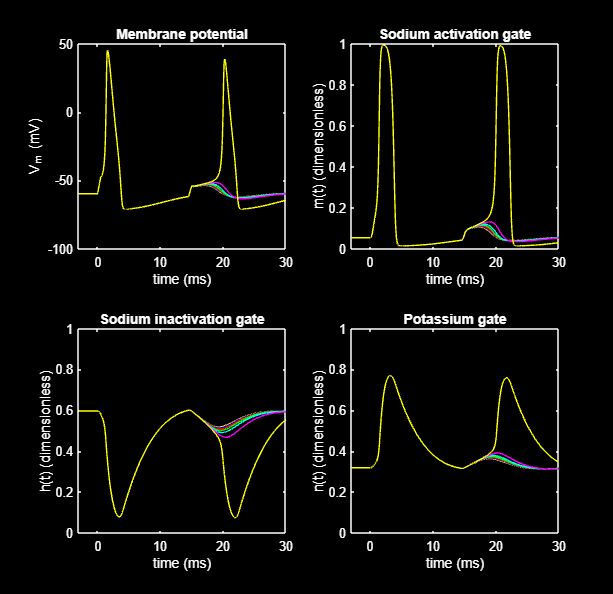 Membrane potential
50
0
-50
-100
Vm (mV)
0 10 20 30
time (ms)
Sodium activation gate
1
0.8
0.6
0.4
0.2
0
m(t) (dimensionless)
0 10 20 30
time (ms)
Sodium inactivation gate
1
0.8
0.6
0.4
0.2
0
h(t) (dimensionless)
0 10 20 30
time (ms)
Potassium gate
1
0.8
0.6
0.4
0.2
0
n(t) (dimensionless)
0 10 20 30
time (ms)